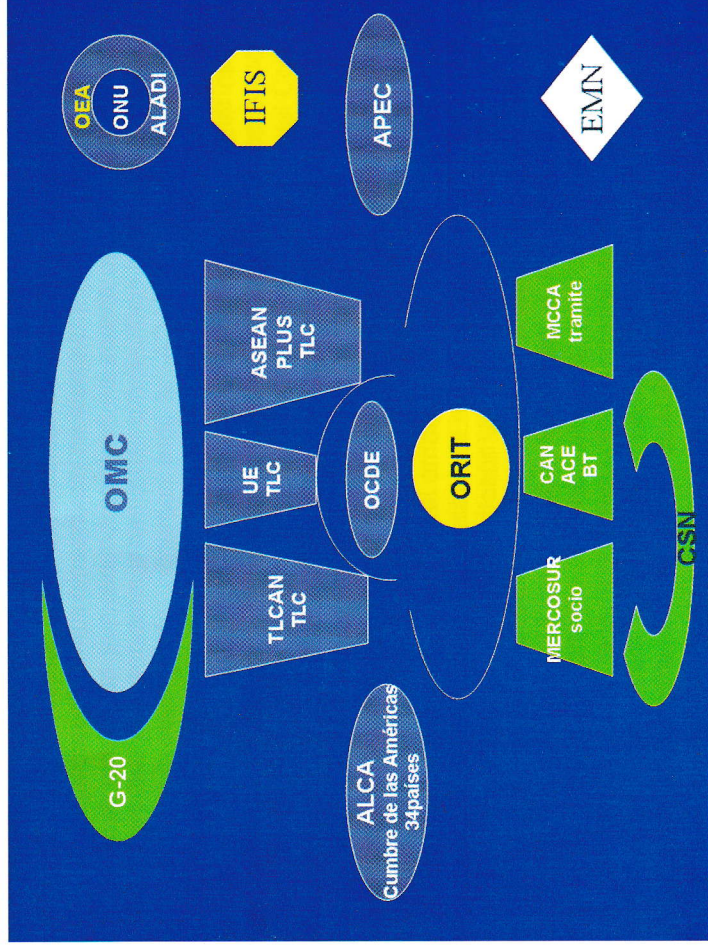 G-20
OMC
OEA
ONU
ALADI
TLCAN
TLC
UE
TLC
ASEAN
PLUS
TLC
IFIS
ALCA
Cumbre de las Américas
34países
OCDE
APEC
ORIT
MERCOSUR
socio
CAN
ACE
BT
MCCA
tramite
EMN
CSN